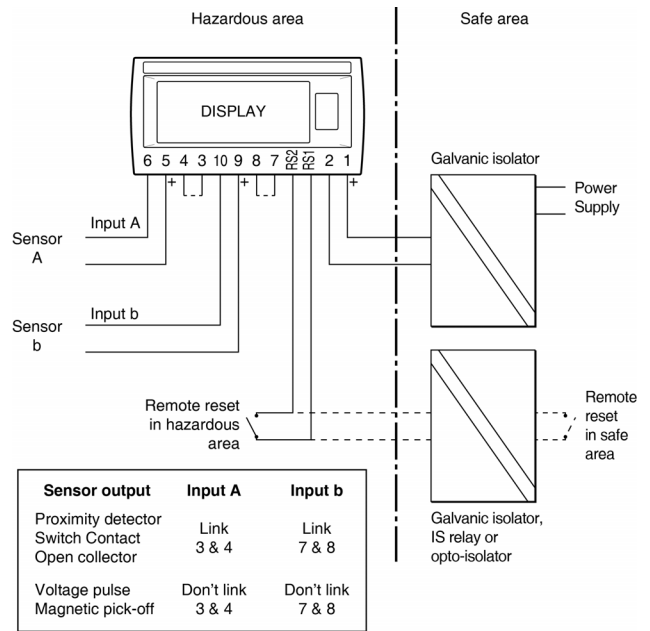 Hazardous area
Safe area
DISPLAY
6 5 4 3 10 9 8 7 RS2 RS1 2 1
+ + +
Galvanic isolator
Power
Supply
Input A
Sensor
A
Input b
Sensor
b
Remote reset
in hazardous
area
Remote
reset
in safe
area
Galvanic isolator,
IS relay or
opto-isolator
Sensor output Input A Input b
Proximity detector
Switch Contact
Open collector
Link
3 & 4
Link
7 & 8
Voltage pulse Don't link Don't link
Magnetic pick-off 3 & 4 7 & 8